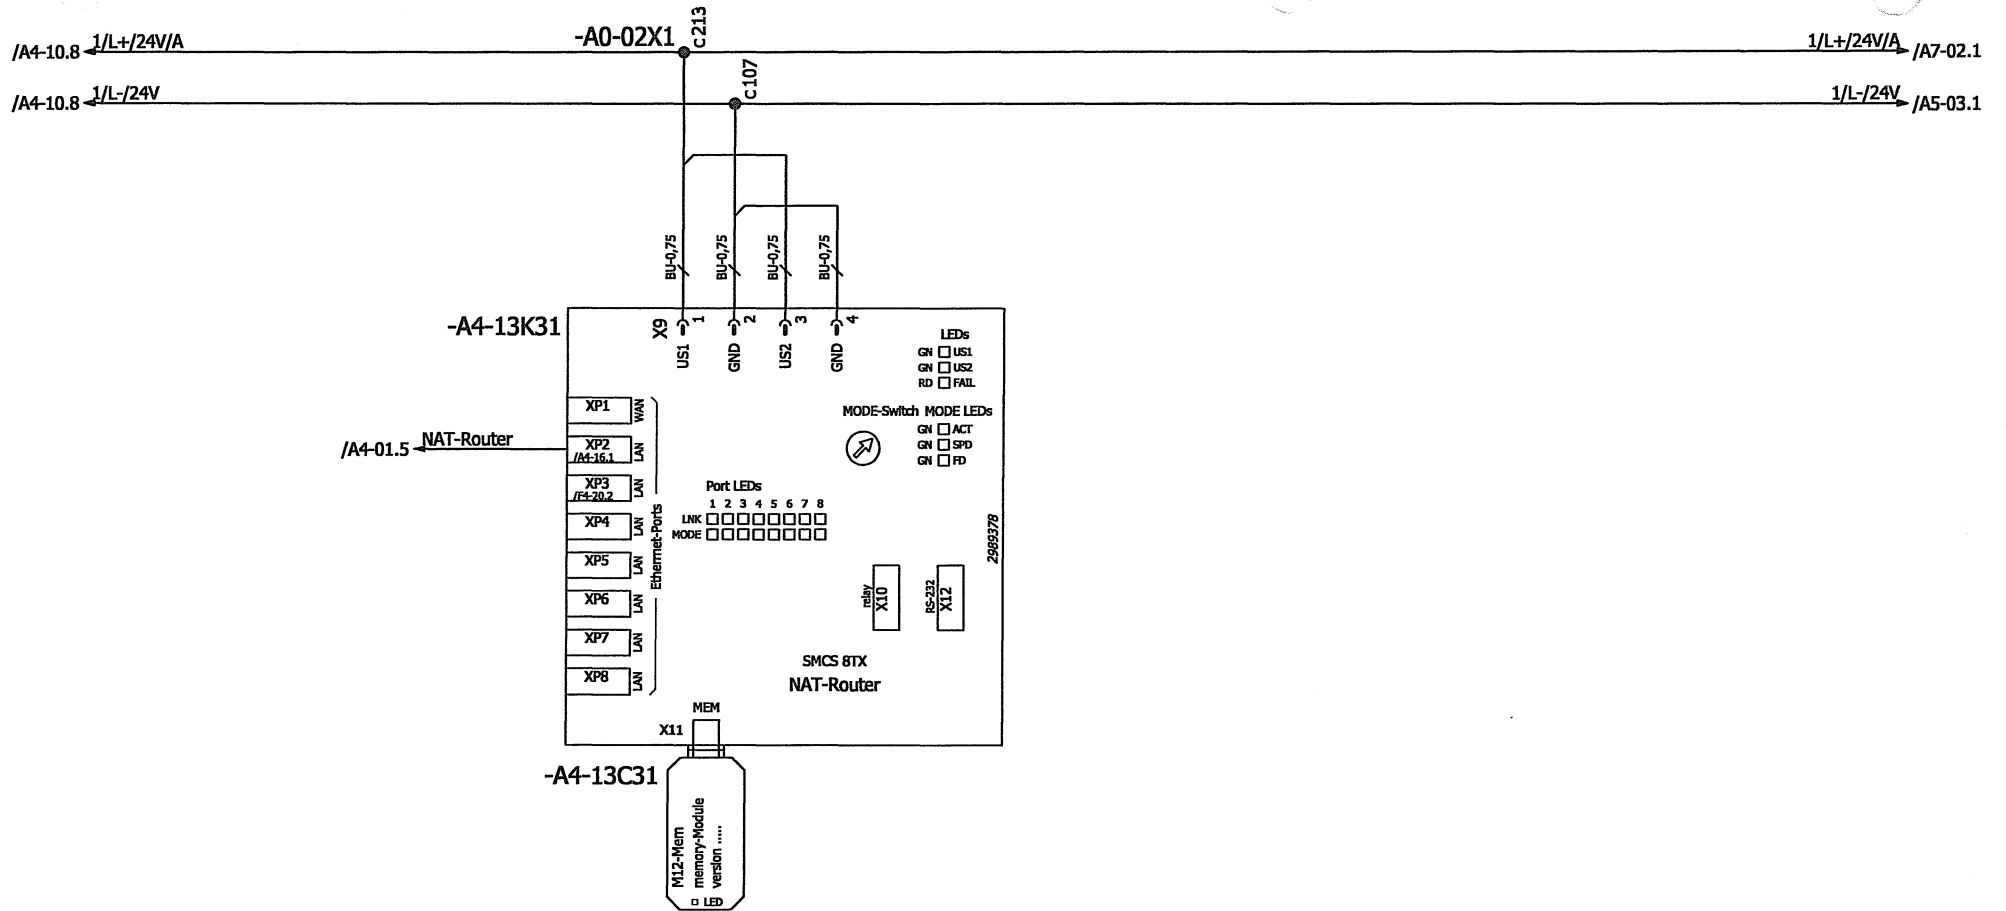 c213
-A0-02X1
1/L+/24V/A
1/L+/24V/A
/A4-10.8
/A7-02.1
c107
1/L-/24V
1/L-/24V
/A4-10.8
/A5-03.1
BU-0,75
BU-0,75
BU-0,75
BU-0,75
-A4-13K31
X9
1
2
3
4
US1
GND
US2
GND
LEDs
GN US1
GN US2
RD FAIL
MODE-Switch MODE LEDs
GN ACT
GN SPD
GN FD
XP1 WAN
NAT-Router
/A4-01.5
XP2 LAN
/A4-16.1
XP3 LAN
/F4-20.2
XP4 LAN
XP5 LAN
XP6 LAN
XP7 LAN
XP8 LAN
Ethernet-Ports
Port LEDs
1 2 3 4 5 6 7 8
LNK
MODE
2989378
relay
X10
RS-232
X12
SMCS 8TX
NAT-Router
MEM
X11
-A4-13C31
M12-Mem
memory-Module
version .....
LED